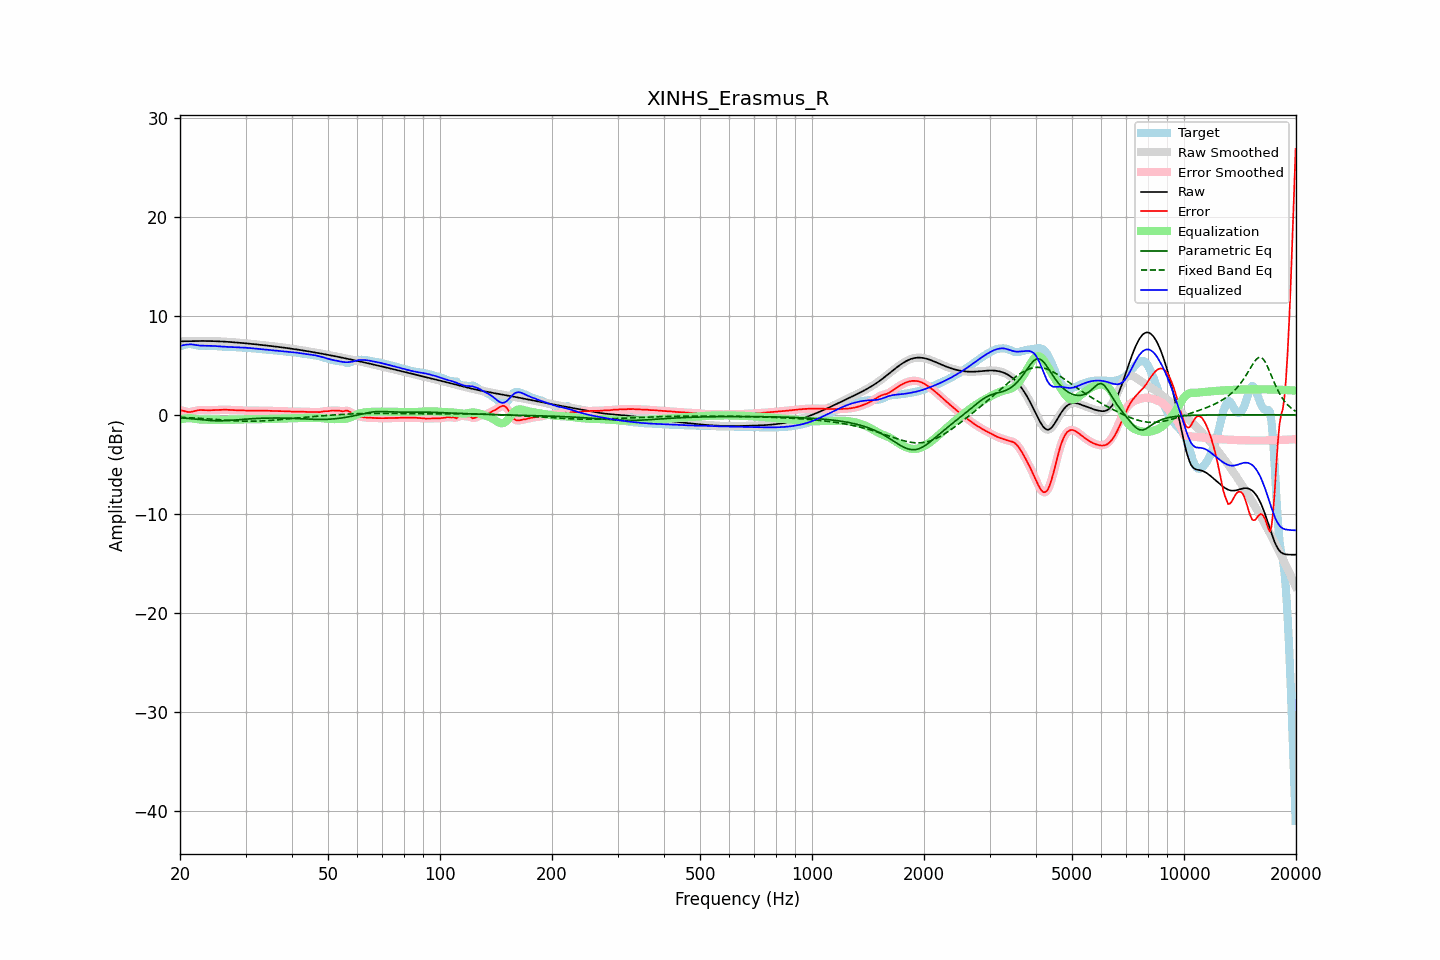 XINHS_Erasmus_R
30
20
10
0
−10
−20
−30
−40
Amplitude (dBr)
Target
Raw Smoothed
Error Smoothed
Raw
Error
Equalization
Parametric Eq
Fixed Band Eq
Equalized
20 50 100 200 500 1000 2000 5000 10000 20000
Frequency (Hz)